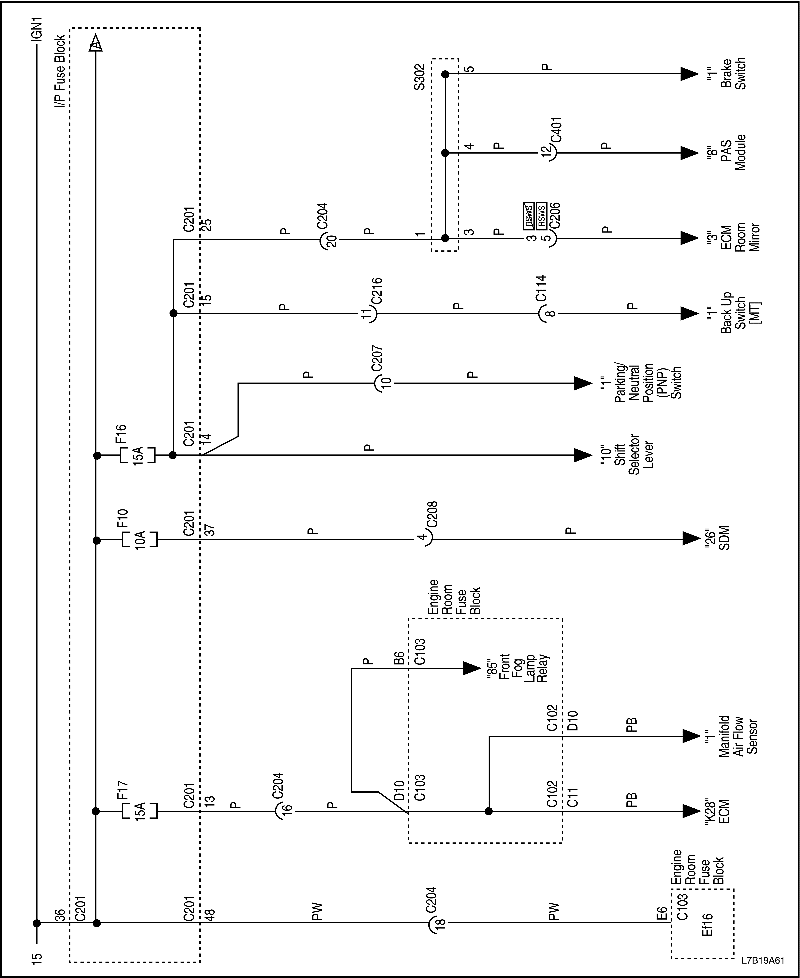 IGN1
I/P Fuse Block
A
S302
5
P
"1"
Brake
Switch
4
P
12
C401
P
"8"
PAS
Module
C201
25
P
C204
20
P
1
3
P
DSWS
HSWS
3
5
C206
P
"3"
ECM
Room
Mirror
C201
15
P
C216
11
P
C114
8
P
"1"
Back Up
Switch
[MT]
P
C207
10
P
"1"
Parking/
Neutral
Position
(PNP)
Switch
F16
15A
C201
14
P
"10"
Shift
Selector
Lever
F10
10A
C201
37
P
C208
4
P
"26"
SDM
Engine
Room
Fuse
Block
P
B6
C103
"85"
Front
Fog
Lamp
Relay
C102
D10
PB
"1"
Manifold
Air Flow
Sensor
F17
15A
C201
13
P
C204
16
P
D10
C103
C102
C11
PB
"K28"
ECM
15
36
C201
C201
48
PW
C204
18
PW
E6
Engine
Room
Fuse
Block
C103
Ef16
L7B19A61